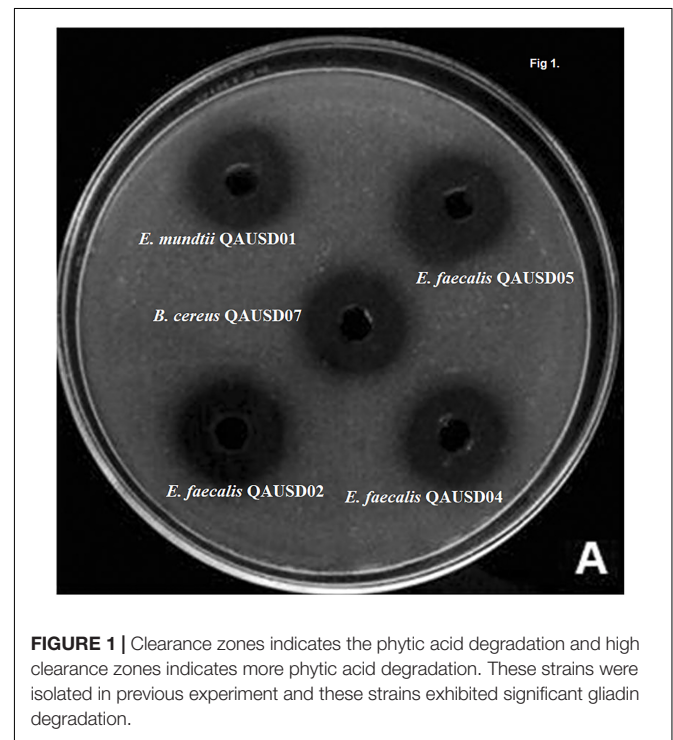 Fig 1.
E. mundtii QAUSD01
E. faecalis QAUSD05
B. cereus QAUSD07
E. faecalis QAUSD02
E. faecalis QAUSD04
A
FIGURE 1 | Clearance zones indicates the phytic acid degradation and high
clearance zones indicates more phytic acid degradation. These strains were
isolated in previous experiment and these strains exhibited significant gliadin
degradation.